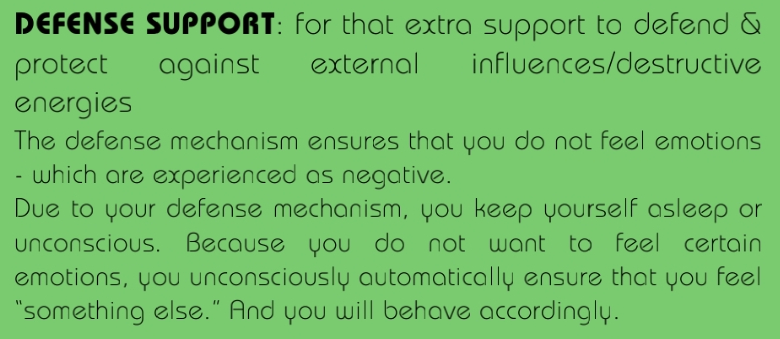 DEFENSE SUPPORT: for that extra support to defend &
protect against external influences/destructive
energies
The defense mechanism ensures that you do not feel emotions
- which are experienced as negative.
Due to your defense mechanism, you keep yourself asleep or
unconscious. Because you do not want to feel certain
emotions, you unconsciously automatically ensure that you feel
“something else.” And you will behave accordingly.